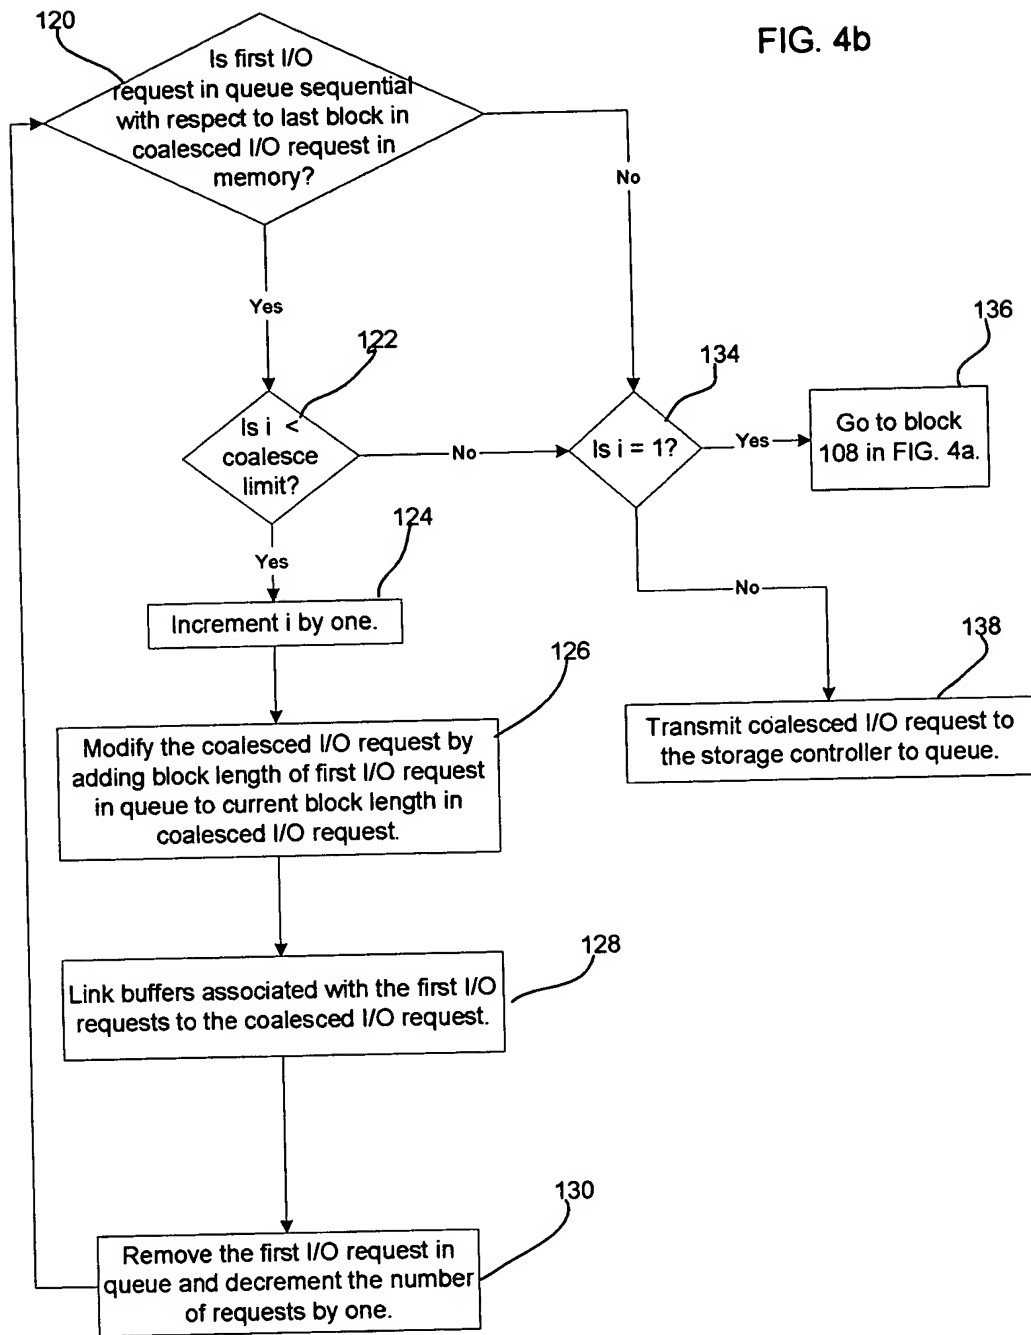 120
FIG. 4b
Is first I/O
request in queue sequential
with respect to last block in
coalesced I/O request in
memory?
No
Yes
122
134
136
Is i <
coalesce
limit?
No
Is i = 1?
Yes
Go to block
108 in FIG. 4a.
124
Yes
Increment i by one.
No
138
Transmit coalesced I/O request to
the storage controller to queue.
126
Modify the coalesced I/O request by
adding block length of first I/O request
in queue to current block length in
coalesced I/O request.
128
Link buffers associated with the first I/O
requests to the coalesced I/O request.
130
Remove the first I/O request in
queue and decrement the number
of requests by one.